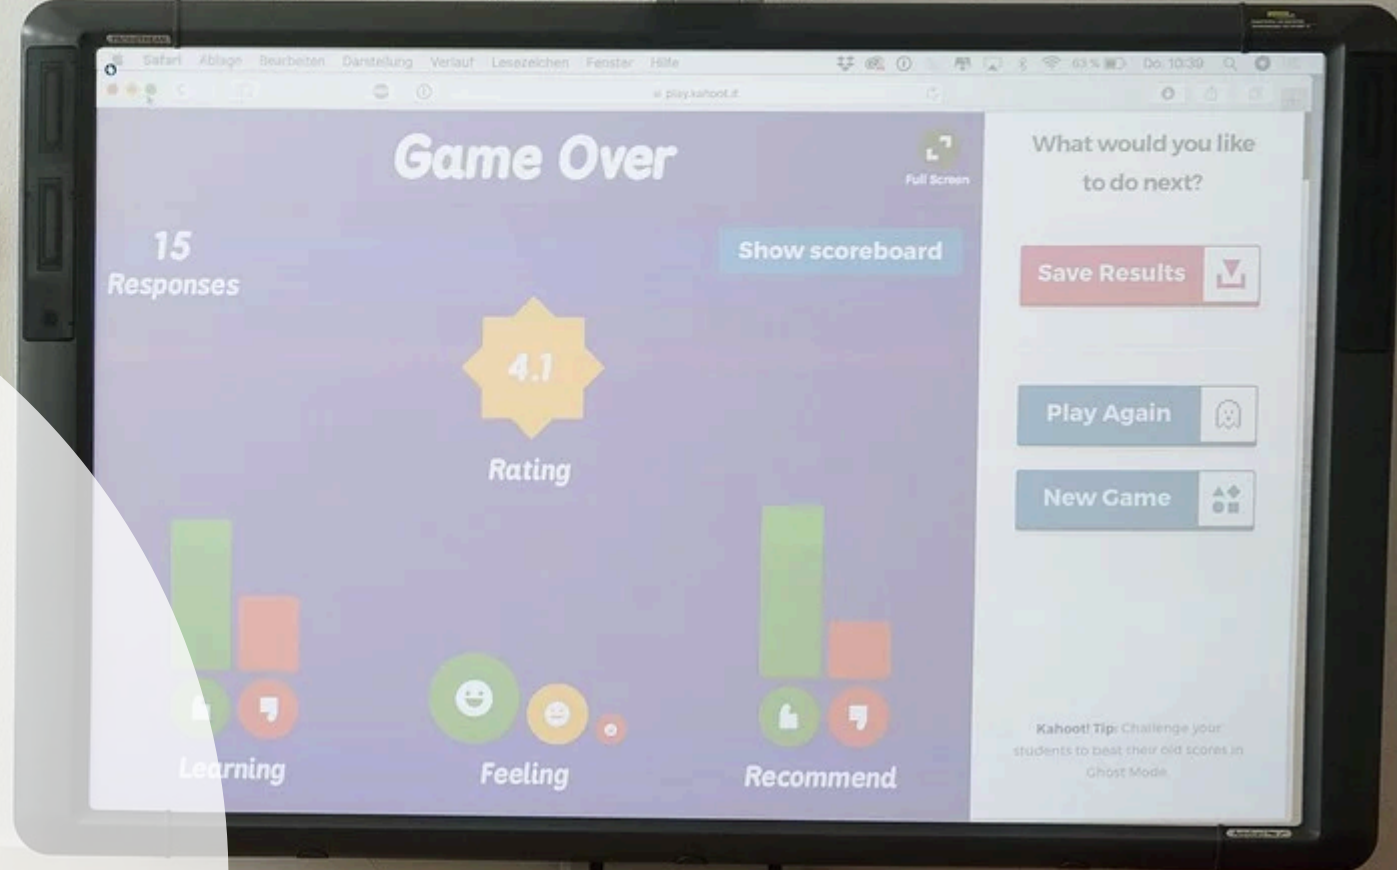 PROMETHEAN
Safari Ablage Bearbeiten Darstellung Verlauf Lesezeichen Fenster Hilfe 63 % Do. 10:39
play.kahoot.it
Game Over
Full Screen
15
Responses
Show scoreboard
4.1
Rating
Learning
Feeling
Recommend
What would you like
to do next?
Save Results
Play Again
New Game
Kahoot! Tip: Challenge your
students to beat their old scores in
Ghost Mode.